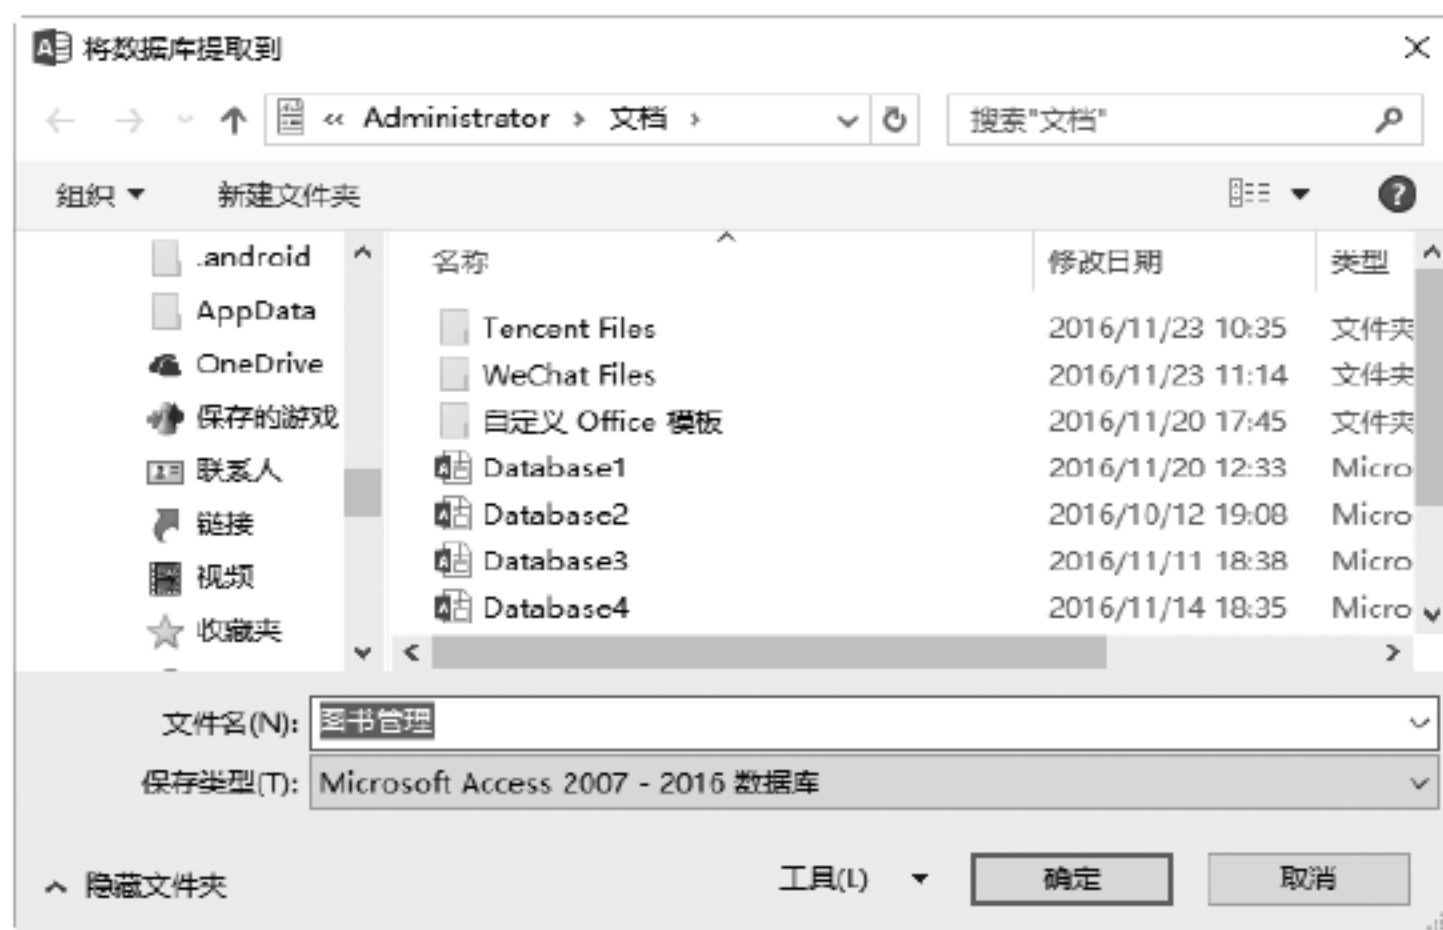 将数据库提取到
« Administrator › 文档 ›
搜索"文档"
组织 新建文件夹
.android
AppData
OneDrive
保存的游戏
联系人
链接
视频
收藏夹
名称 修改日期 类型
Tencent Files 2016/11/23 10:35 文件夹
WeChat Files 2016/11/23 11:14 文件夹
自定义 Office 模板 2016/11/20 17:45 文件夹
Database1 2016/11/20 12:33 Micro
Database2 2016/10/12 19:08 Micro
Database3 2016/11/11 18:38 Micro
Database4 2016/11/14 18:35 Micro
文件名(N): 图书管理
保存类型(T): Microsoft Access 2007 - 2016 数据库
隐藏文件夹 工具(L) 确定 取消